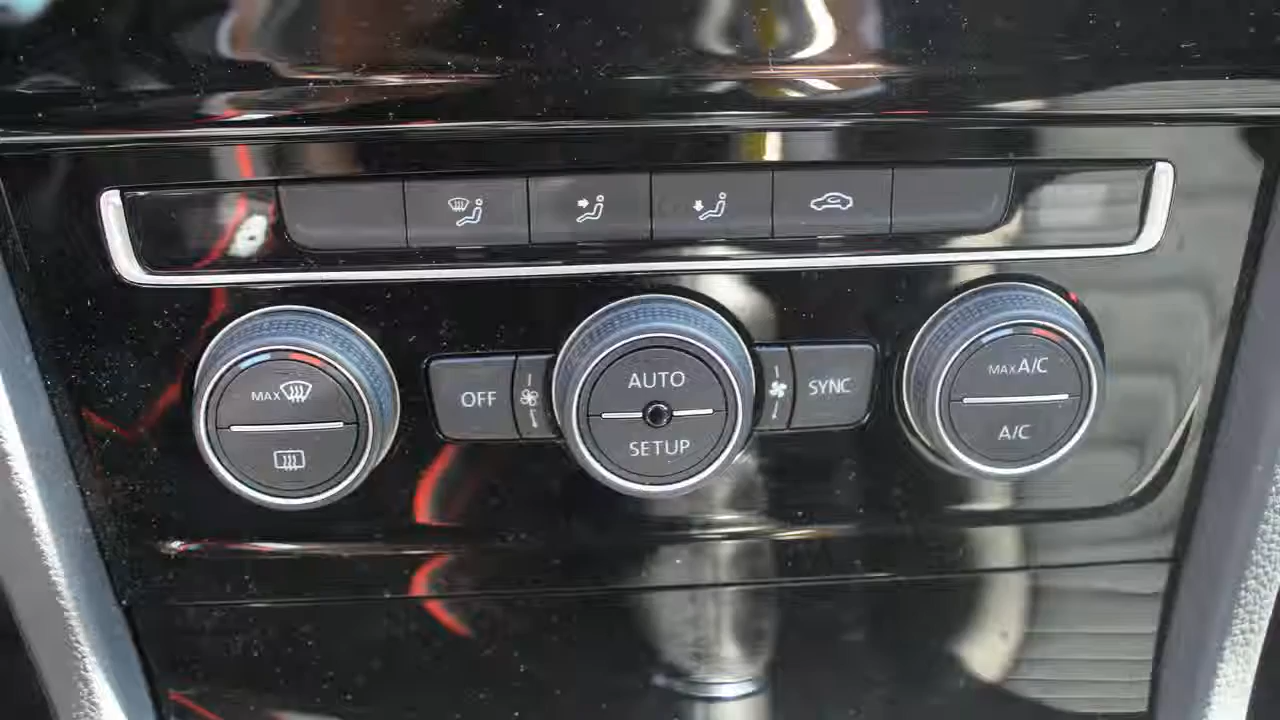 MAX
OFF
AUTO
SETUP
SYNC
MAX A/C
A/C